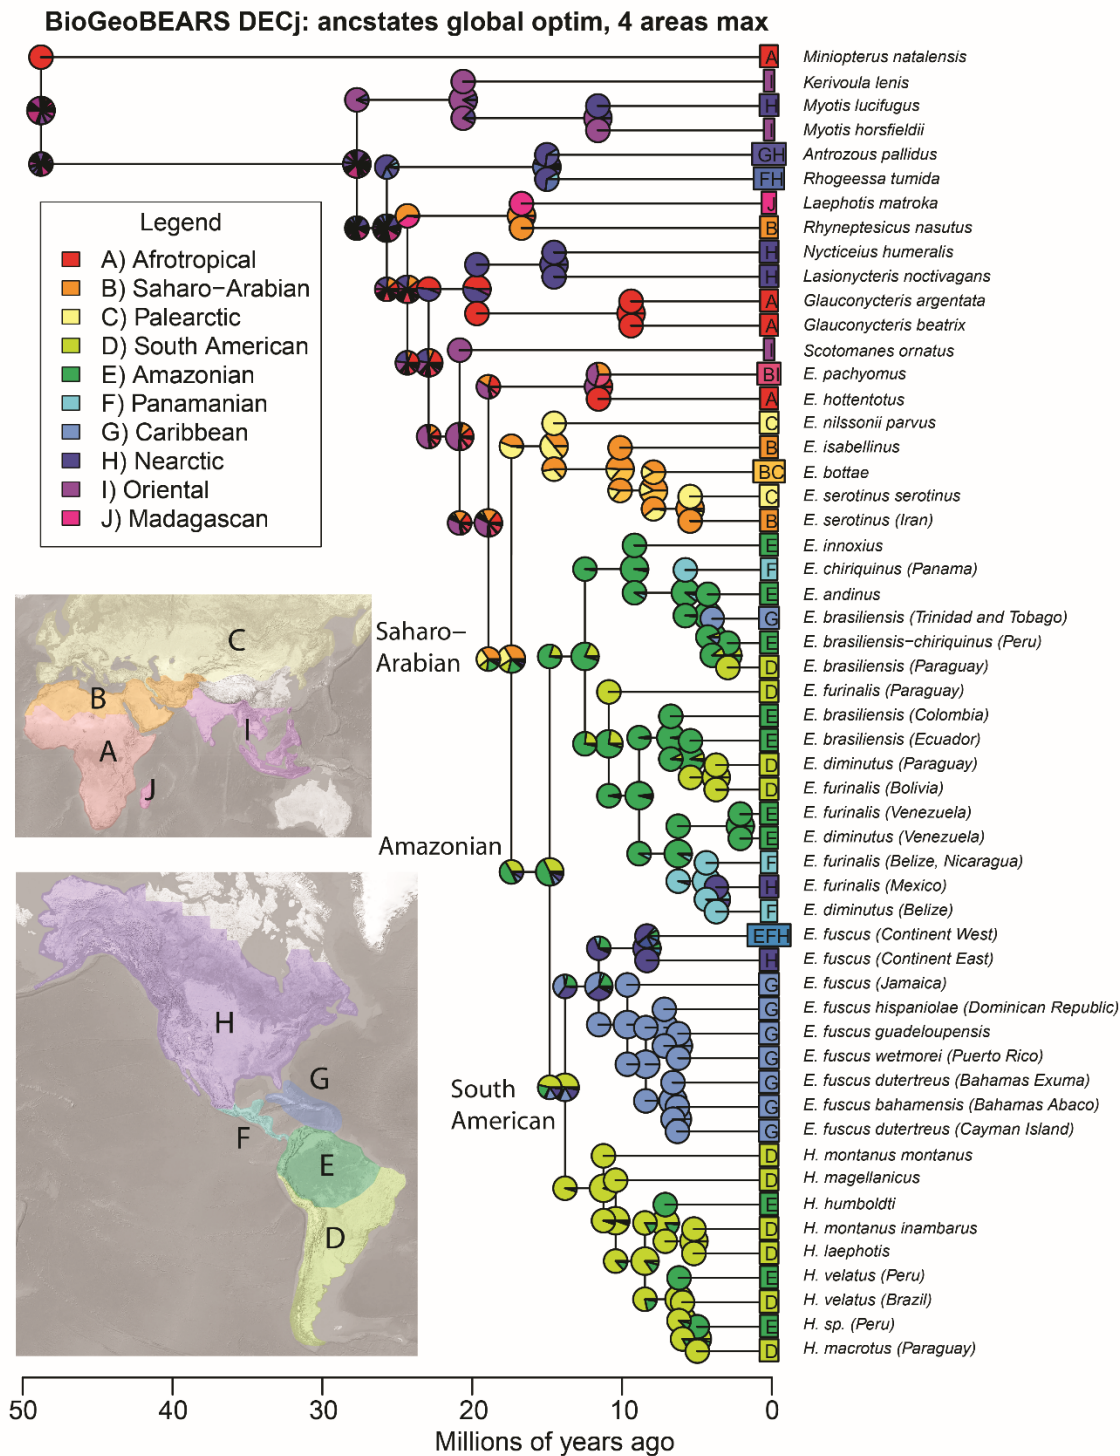 BioGeoBEARS DECj: ancstates global optim, 4 areas max
A Miniopterus natalensis
I Kerivoula lenis
H Myotis lucifugus
I Myotis horsfieldii
GH Antrozous pallidus
FH Rhogeessa tumida
J Laephotis matroka
B Rhyneptesicus nasutus
H Nycticeius humeralis
H Lasionycteris noctivagans
A Glauconycteris argentata
A Glauconycteris beatrix
I Scotomanes ornatus
BI E. pachyomus
A E. hottentotus
C E. nilssonii parvus
B E. isabellinus
BC E. bottae
C E. serotinus serotinus
B E. serotinus (Iran)
E E. innoxius
F E. chiriquinus (Panama)
E E. andinus
G E. brasiliensis (Trinidad and Tobago)
E E. brasiliensis−chiriquinus (Peru)
D E. brasiliensis (Paraguay)
D E. furinalis (Paraguay)
E E. brasiliensis (Colombia)
E E. brasiliensis (Ecuador)
D E. diminutus (Paraguay)
D E. furinalis (Bolivia)
E E. furinalis (Venezuela)
E E. diminutus (Venezuela)
F E. furinalis (Belize, Nicaragua)
H E. furinalis (Mexico)
F E. diminutus (Belize)
EFH E. fuscus (Continent West)
H E. fuscus (Continent East)
G E. fuscus (Jamaica)
G E. fuscus hispaniolae (Dominican Republic)
G E. fuscus guadeloupensis
G E. fuscus wetmorei (Puerto Rico)
G E. fuscus dutertreus (Bahamas Exuma)
G E. fuscus bahamensis (Bahamas Abaco)
G E. fuscus dutertreus (Cayman Island)
D H. montanus montanus
D H. magellanicus
E H. humboldti
D H. montanus inambarus
D H. laephotis
E H. velatus (Peru)
D H. velatus (Brazil)
E H. sp. (Peru)
D H. macrotus (Paraguay)
Legend
A) Afrotropical
B) Saharo−Arabian
C) Palearctic
D) South American
E) Amazonian
F) Panamanian
G) Caribbean
H) Nearctic
I) Oriental
J) Madagascan
Saharo−
Arabian
Amazonian
South
American
C
B
I
A
J
H
G
F
E
D
50 40 30 20 10 0
Millions of years ago